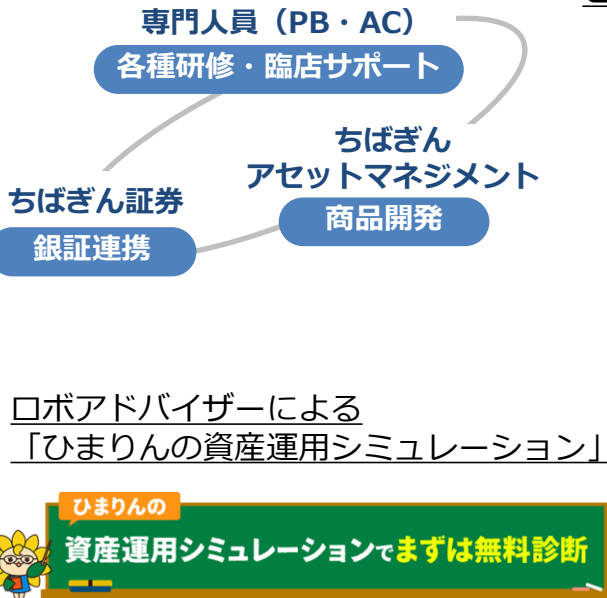 専門人員（PB・AC）
各種研修・臨店サポート
ちばぎん
アセットマネジメント
商品開発
ちばぎん証券
銀証連携
ロボアドバイザーによる
「ひまりんの資産運用シミュレーション」
ひまりんの
資産運用シミュレーションでまずは無料診断